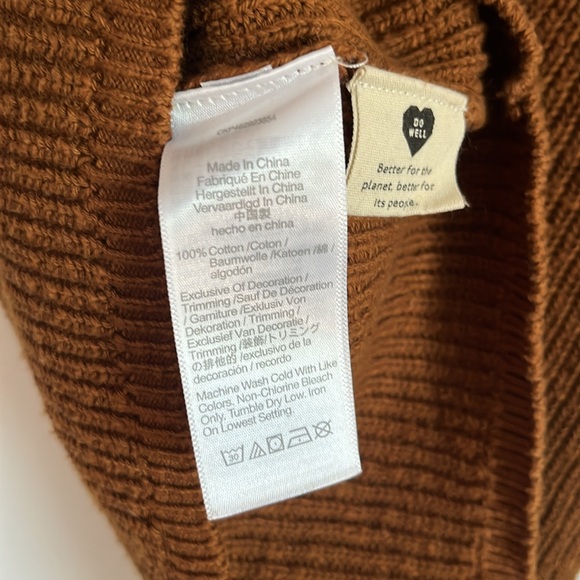 Made In China
Fabriqué En Chine
Hergestellt In China
Vervaardigd In China
中国製
hecho en china
100% Cotton /Coton /
Baumwolle / Katoen /綿 /
algodón
Exclusive Of Decoration /
Trimming /Sauf De Décoration
/ Garniture /Exklusiv Von
Dekoration / Trimming /
Exclusief Van Decoratie /
Trimming /装飾/トリミング
の排他的 /exclusivo de la
decoración / recordo
Machine Wash Cold With Like
Colors. Non-Chlorine Bleach
Only. Tumble Dry Low. Iron
On Lowest Setting.
30
DO
WELL
Better for the
planet, better for
its people.